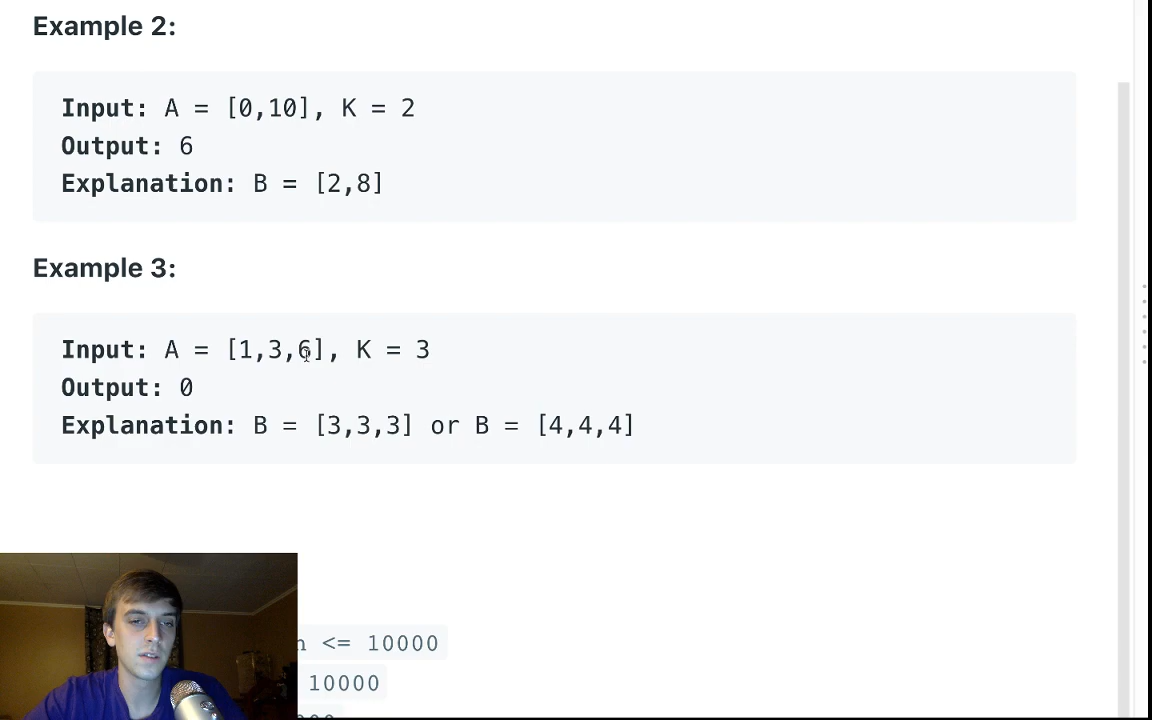 Example 2:
Input: A = [0,10], K = 2
Output: 6
Explanation: B = [2,8]
Example 3:
Input: A = [1,3,6], K = 3
Output: 0
Explanation: B = [3,3,3] or B = [4,4,4]
<= 10000
10000